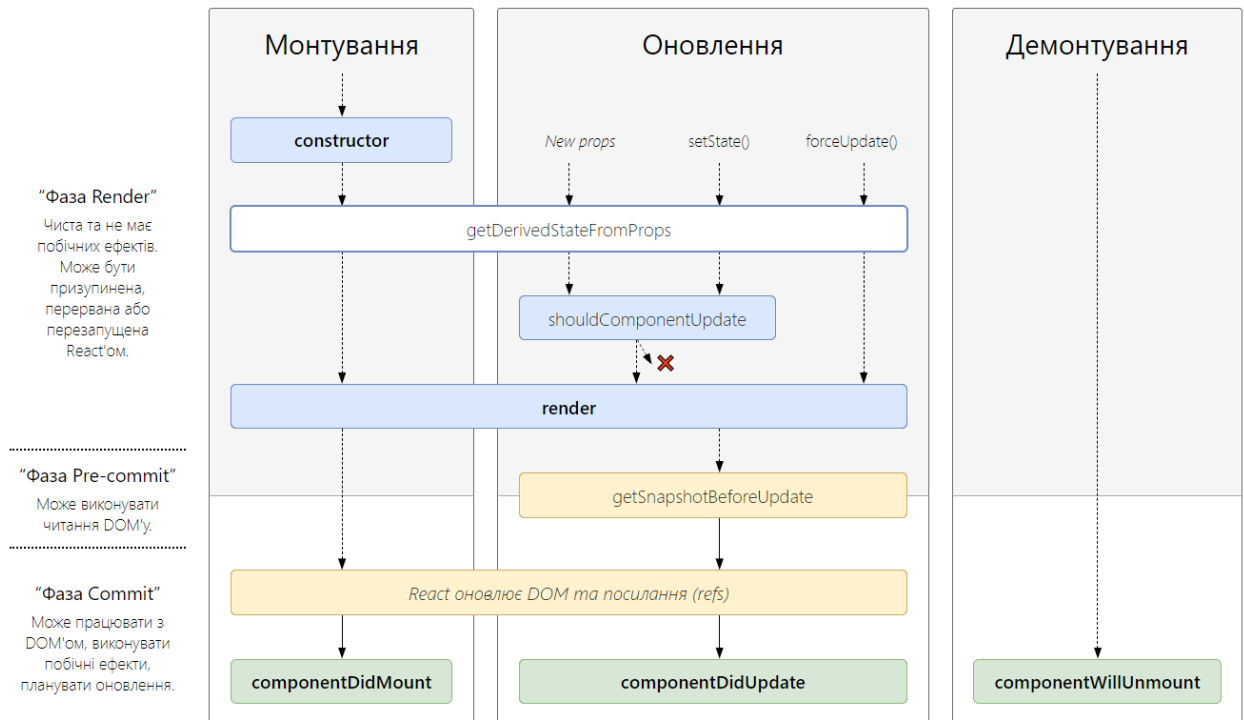 Монтування
Оновлення
Демонтування
constructor
New props
setState()
forceUpdate()
“Фаза Render”
Чиста та не має
побічних ефектів.
Може бути
призупинена,
перервана або
перезапущена
React'ом.
getDerivedStateFromProps
shouldComponentUpdate
render
“Фаза Pre-commit”
Може виконувати
читання DOM'у.
getSnapshotBeforeUpdate
“Фаза Commit”
Може працювати з
DOM'ом, виконувати
побічні ефекти,
планувати оновлення.
React оновлює DOM та посилання (refs)
componentDidMount
componentDidUpdate
componentWillUnmount